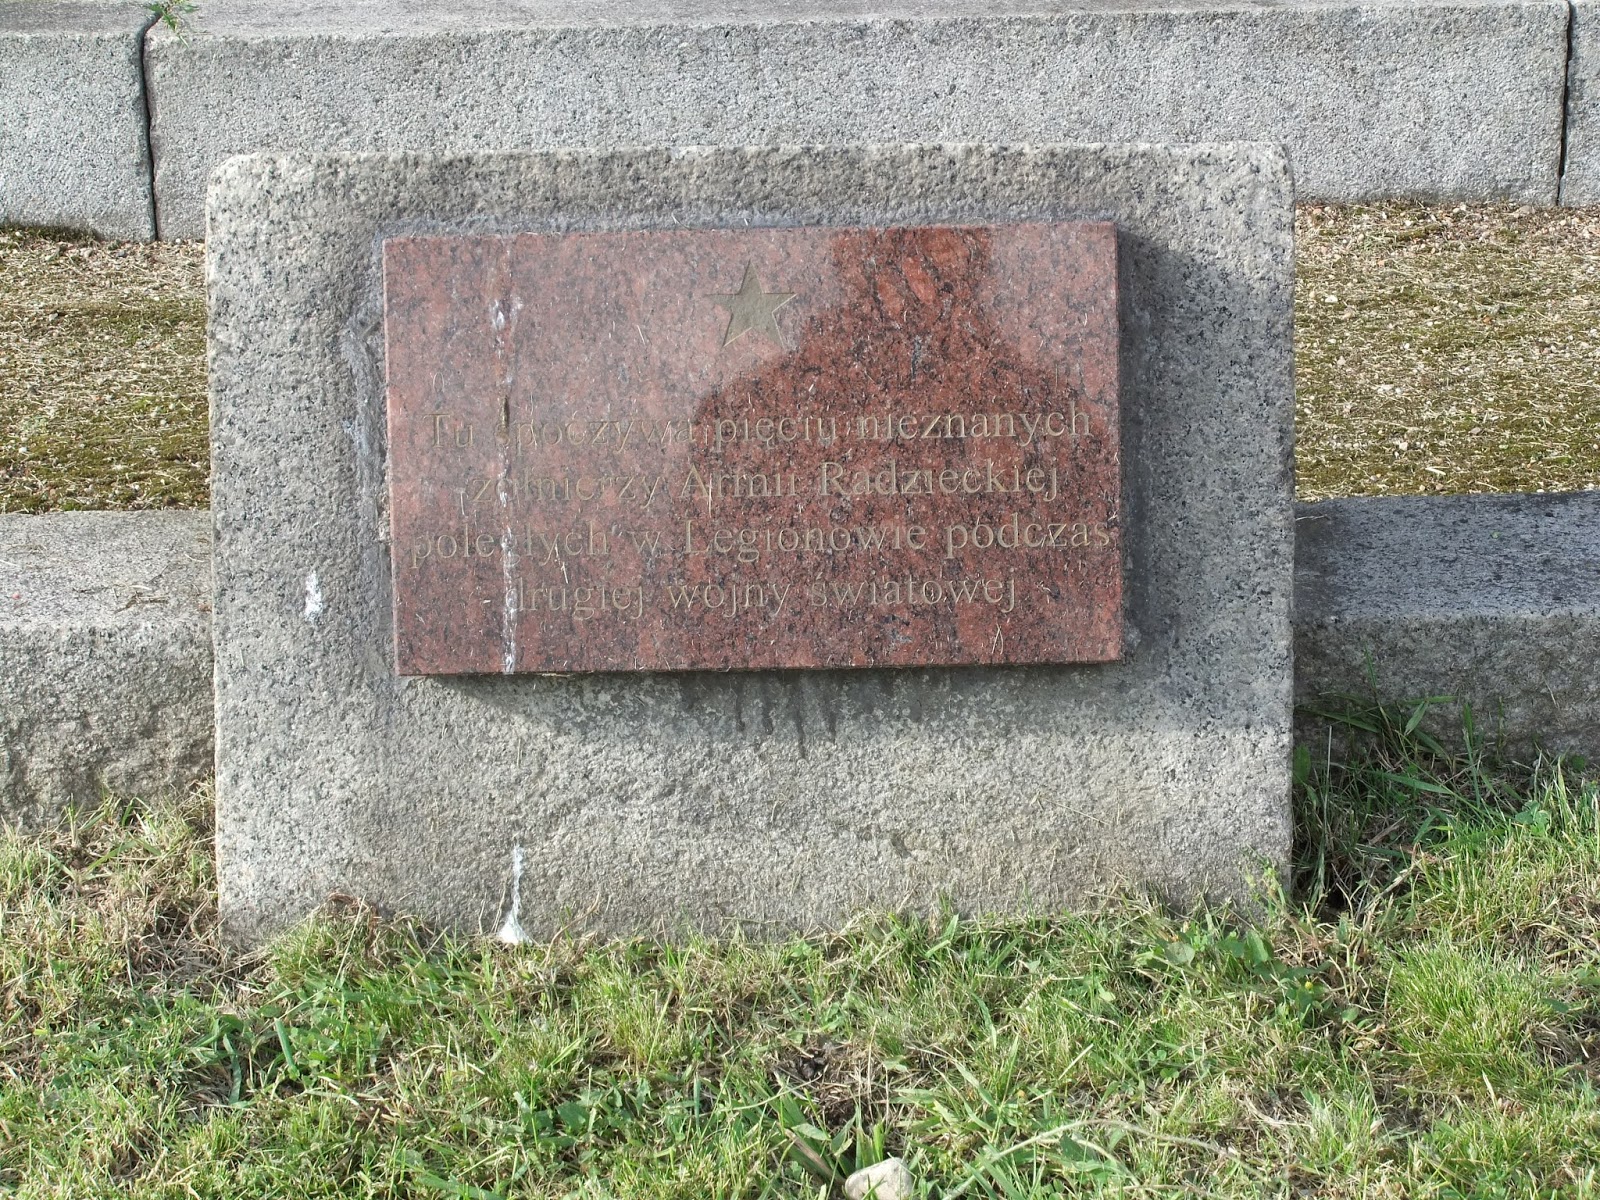 Tu spoczywa pięciu nieznanych
żołnierzy Armii Radzieckiej
poległych w Legionowie podczas
drugiej wojny światowej